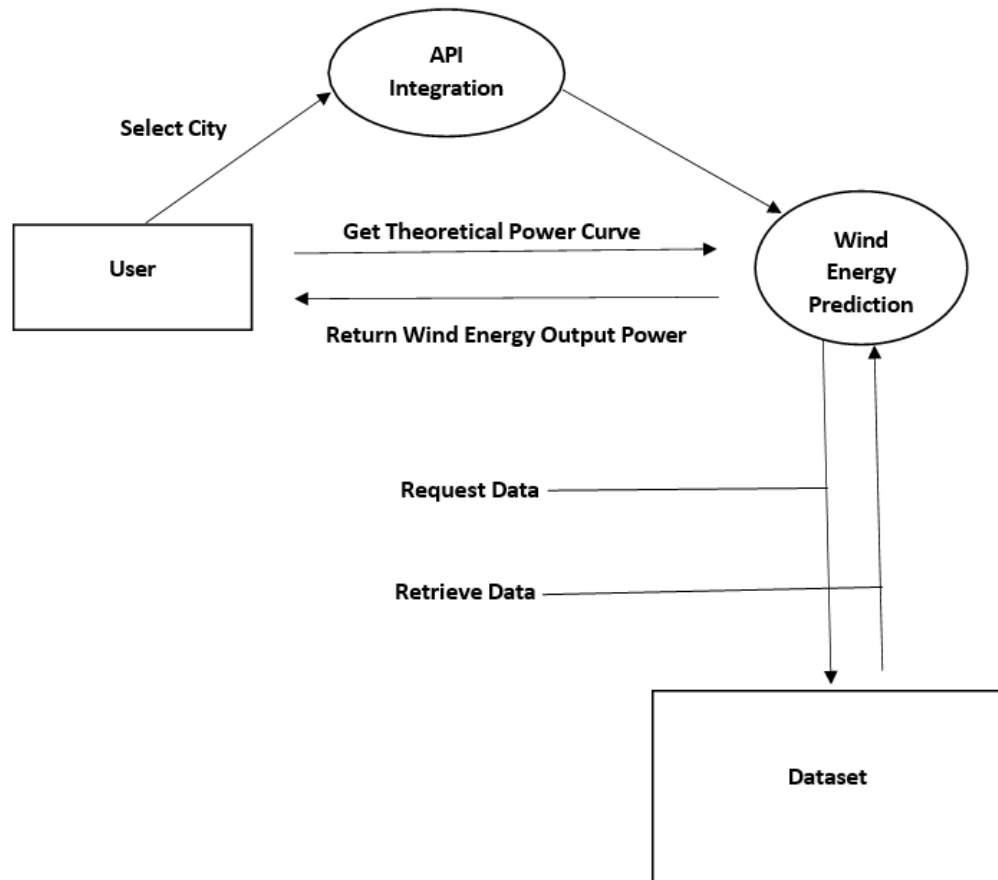 API
Integration
Select City
Get Theoretical Power Curve
User
Wind
Energy
Prediction
Return Wind Energy Output Power
Request Data
Retrieve Data
Dataset